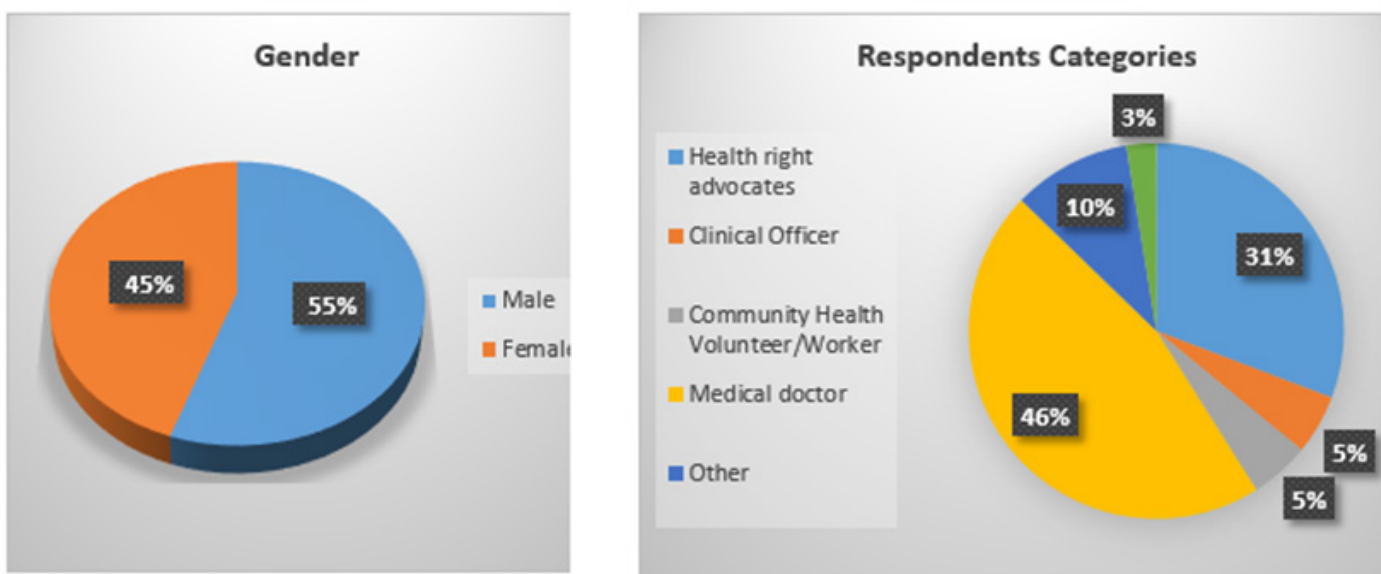 Gender
45%
55%
Male
Female
Respondents Categories
Health right
advocates
Clinical Officer
Community Health
Volunteer/Worker
Medical doctor
Other
3%
10%
31%
46%
5%
5%